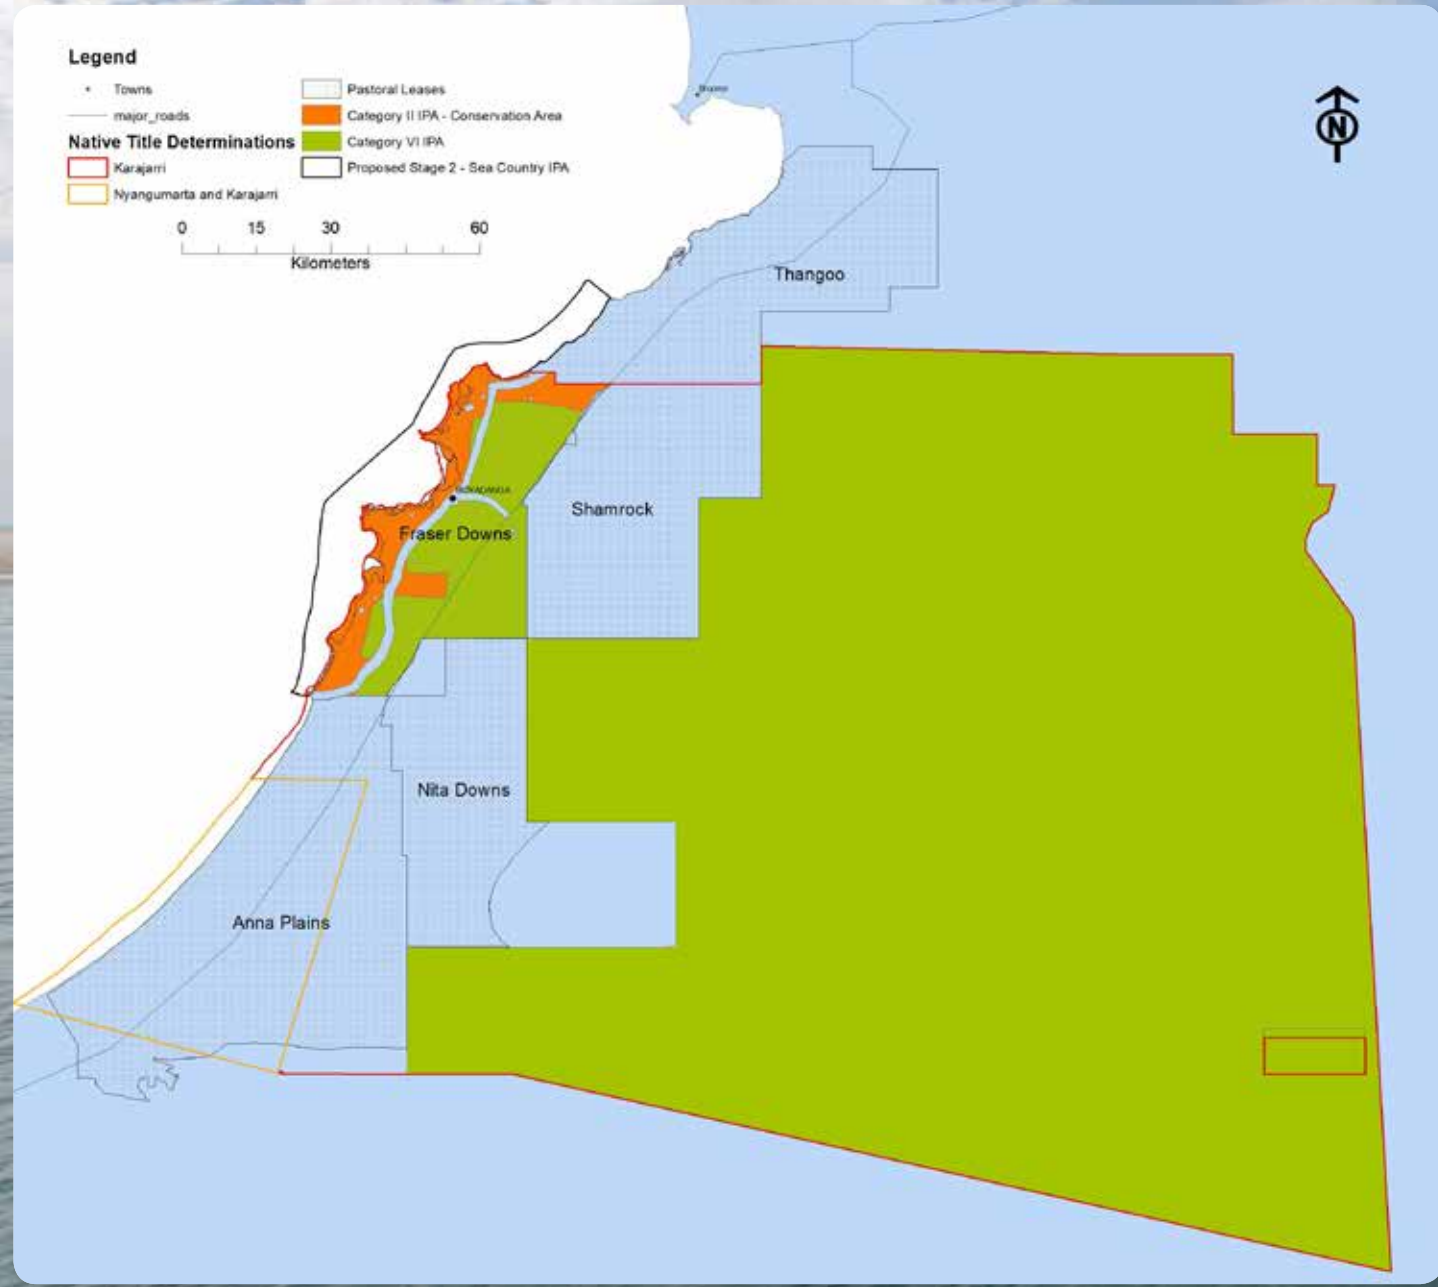 Legend
Towns
major_roads
Native Title Determinations
Karajarri
Nyangumarta and Karajarri
Pastoral Leases
Category II IPA - Conservation Area
Category VI IPA
Proposed Stage 2 - Sea Country IPA
0 15 30 60
Kilometers
N
Broome
Thangoo
BIDYADANGA
Shamrock
Fraser Downs
Nita Downs
Anna Plains